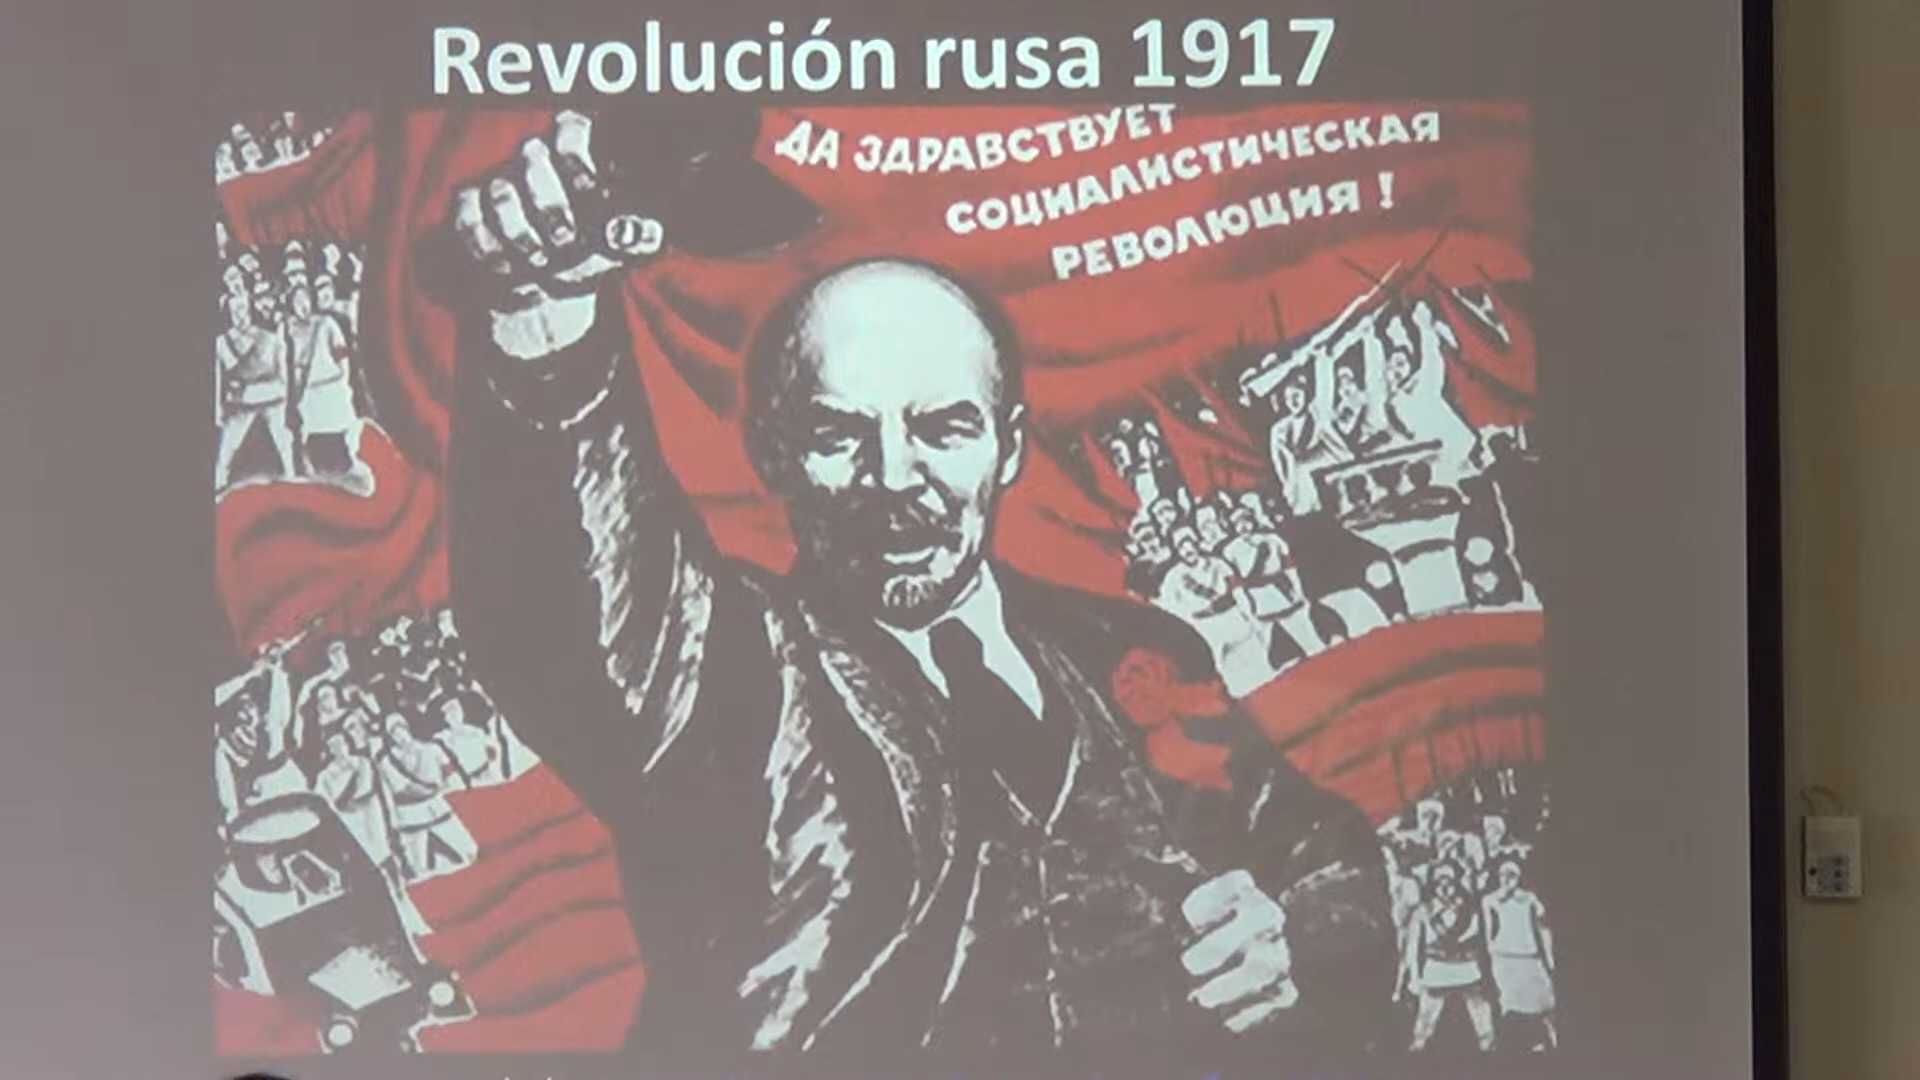 Revolución rusa 1917
ДА ЗДРАВСТВУЕТ
СОЦИАЛИСТИЧЕСКАЯ
РЕВОЛЮЦИЯ !